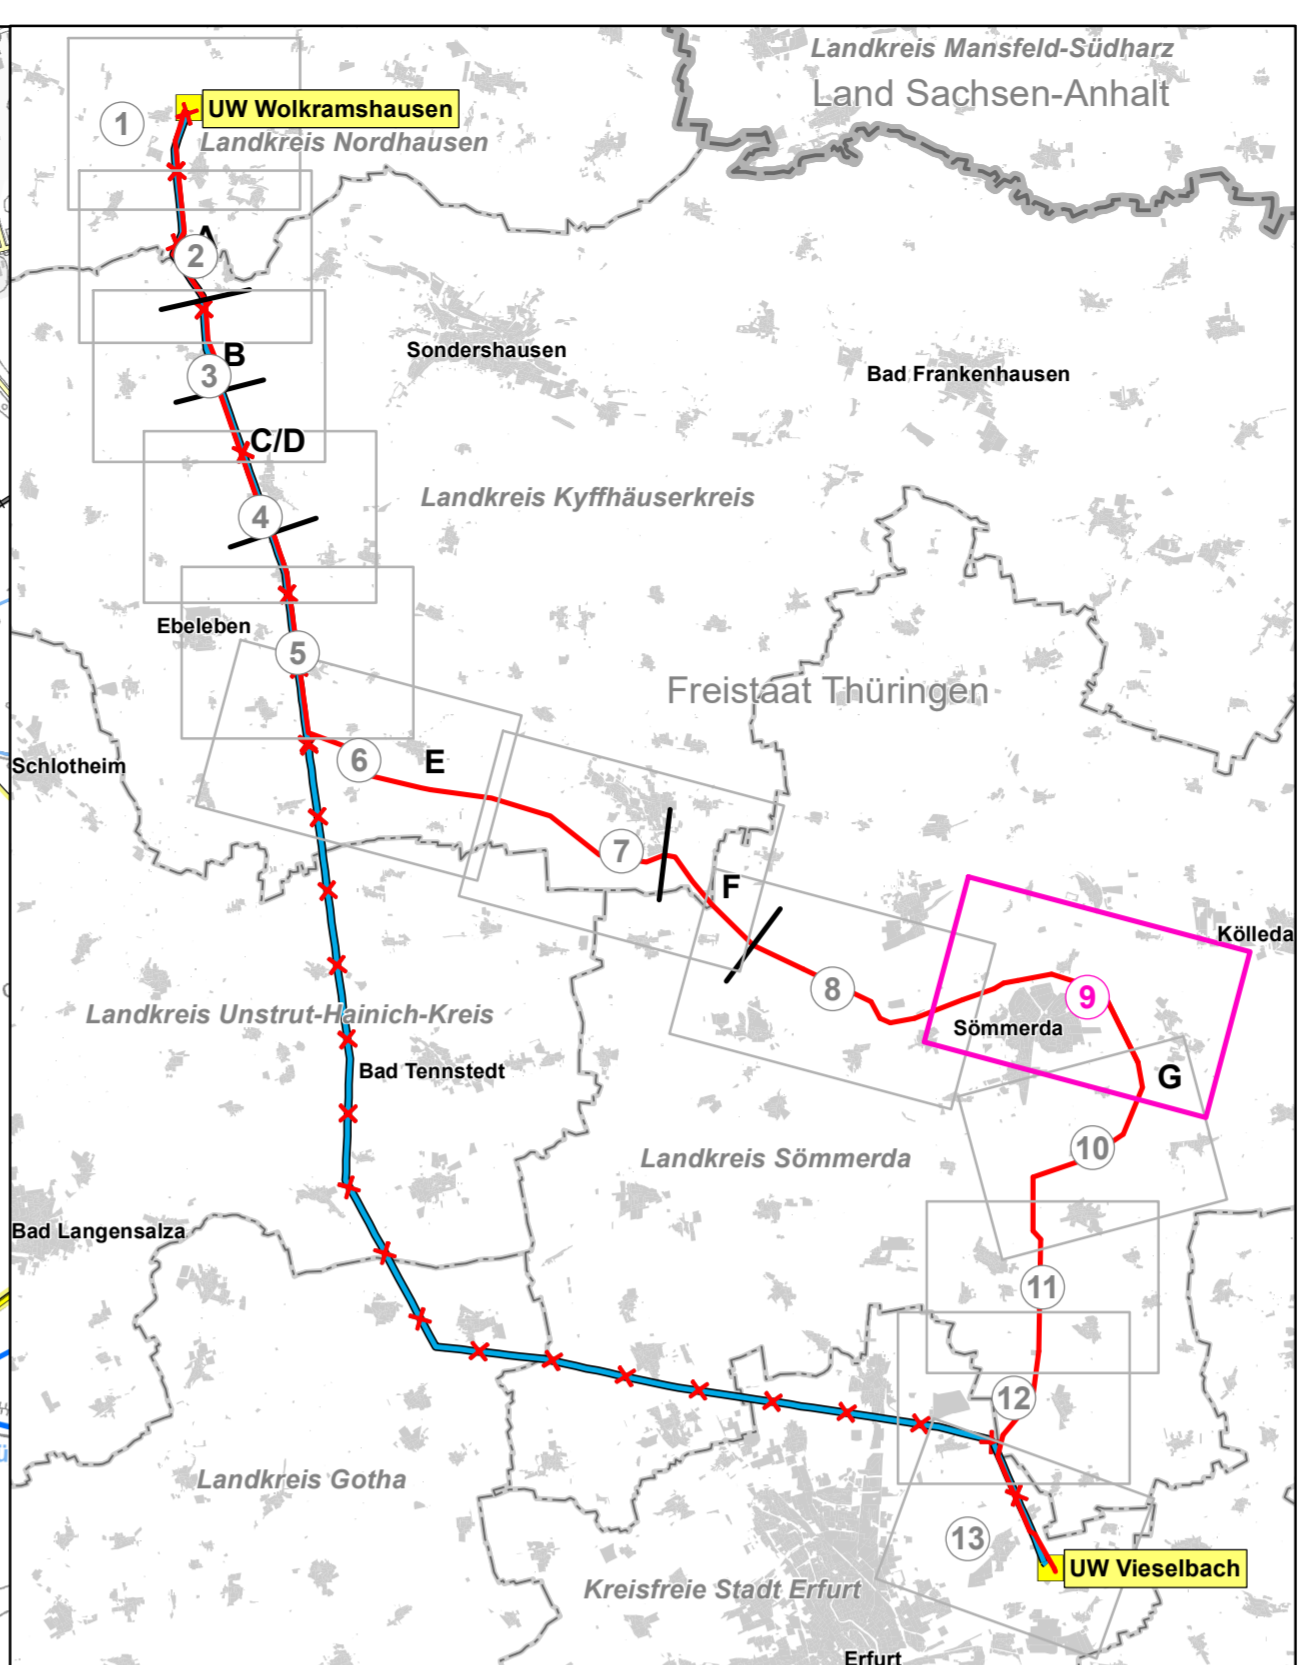 Landkreis Mansfeld-Südharz
Land Sachsen-Anhalt
1
UW Wolkramshausen
Landkreis Nordhausen
A
2
B
3
Sondershausen
Bad Frankenhausen
C/D
4
Landkreis Kyffhäuserkreis
Ebeleben
5
Freistaat Thüringen
Schlotheim
6
E
7
F
Kölleda
8
9
Sömmerda
Landkreis Unstrut-Hainich-Kreis
Bad Tennstedt
G
10
Landkreis Sömmerda
Bad Langensalza
11
12
Landkreis Gotha
13
UW Vieselbach
Kreisfreie Stadt Erfurt
Erfurt